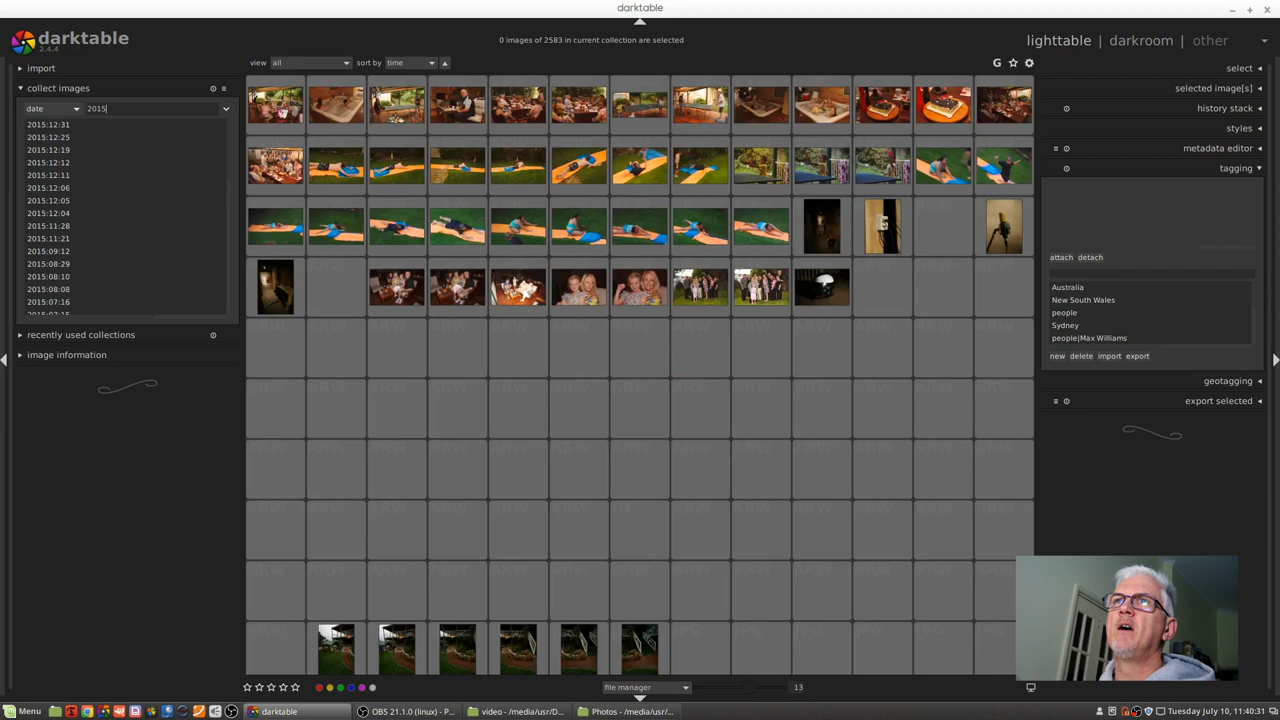 darktable
darktable
2.4.4
0 images of 2583 in current collection are selected
lighttable | darkroom | other
import
collect images
date 2015
2015:12:31
2015:12:25
2015:12:19
2015:12:12
2015:12:11
2015:12:06
2015:12:05
2015:12:04
2015:11:28
2015:11:21
2015:09:12
2015:08:29
2015:08:10
2015:08:08
2015:07:16
recently used collections
image information
view all sort by time
G
select
selected image[s]
history stack
styles
metadata editor
tagging
attach detach
Australia
New South Wales
people
Sydney
people|Max Williams
new delete import export
geotagging
export selected
file manager 13
Menu
darktable
OBS 21.1.0 (linux) - P...
video - /media/usr/D...
Photos - /media/usr/...
Tuesday July 10, 11:40:31